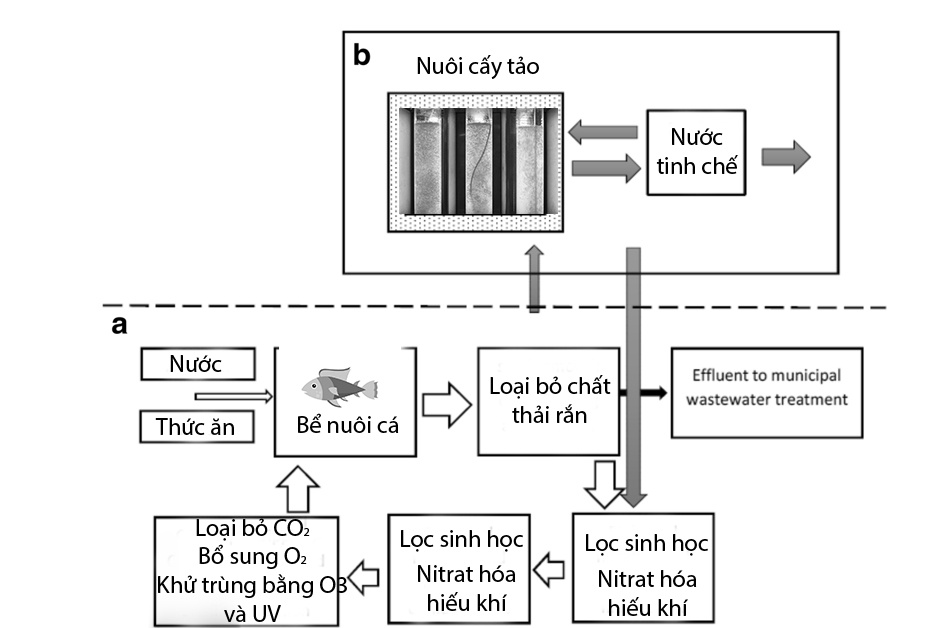 b
Nuôi cấy tảo
Nước
tinh chế
a
Nước
Thức ăn
Bể nuôi cá
Loại bỏ chất
thải rắn
Effluent to municipal
wastewater treatment
Loại bỏ CO₂
Bổ sung O₂
Khử trùng bằng O3
và UV
Lọc sinh học
Nitrat hóa
hiếu khí
Lọc sinh học
Nitrat hóa
hiếu khí